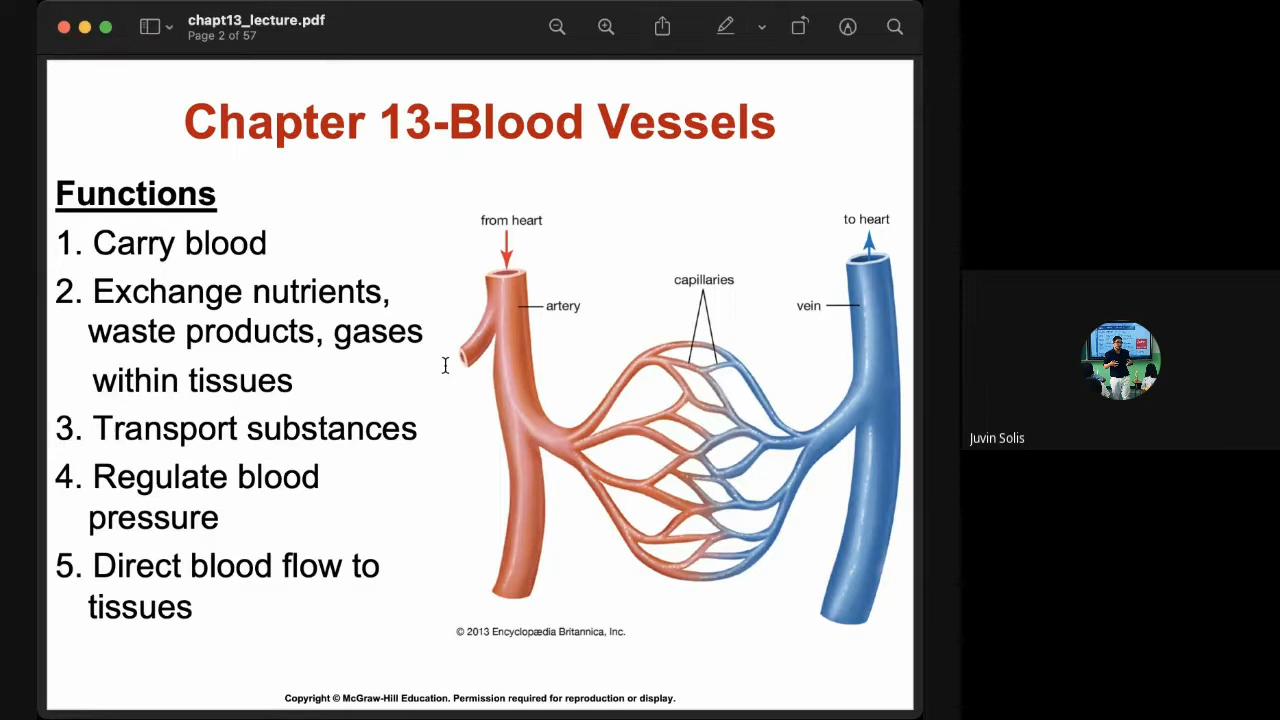 chapt13_lecture.pdf
Page 2 of 57
Chapter 13-Blood Vessels
Functions
1. Carry blood
2. Exchange nutrients,
waste products, gases
within tissues
3. Transport substances
4. Regulate blood
pressure
5. Direct blood flow to
tissues
from heart
to heart
capillaries
artery
vein
© 2013 Encyclopædia Britannica, Inc.
Copyright © McGraw-Hill Education. Permission required for reproduction or display.
Juvin Solis